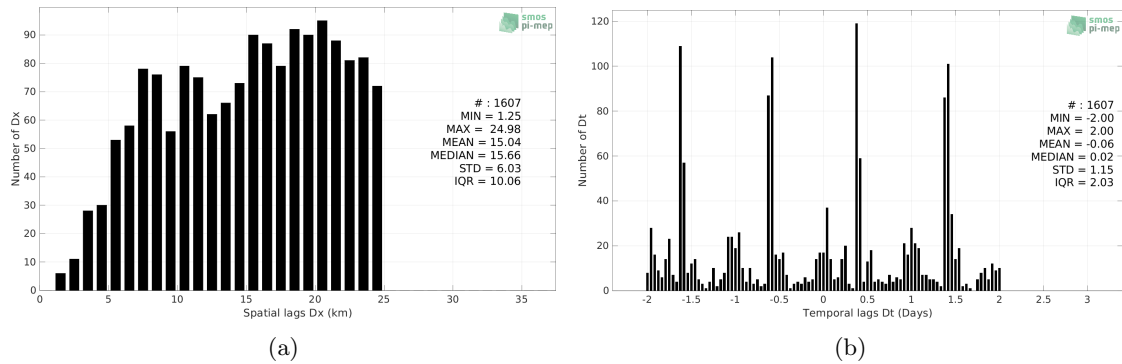 smos
pi-mep
90
80
70
60
50
40
30
20
10
0
Number of Dx
# : 1607
MIN = 1.25
MAX = 24.98
MEAN = 15.04
MEDIAN = 15.66
STD = 6.03
IQR = 10.06
0 5 10 15 20 25 30 35
Spatial lags Dx (km)
(a)
smos
pi-mep
120
100
80
60
40
20
0
Number of Dt
# : 1607
MIN = -2.00
MAX = 2.00
MEAN = -0.06
MEDIAN = 0.02
STD = 1.15
IQR = 2.03
-2 -1.5 -1 -0.5 0 0.5 1 1.5 2 2.5 3
Temporal lags Dt (Days)
(b)